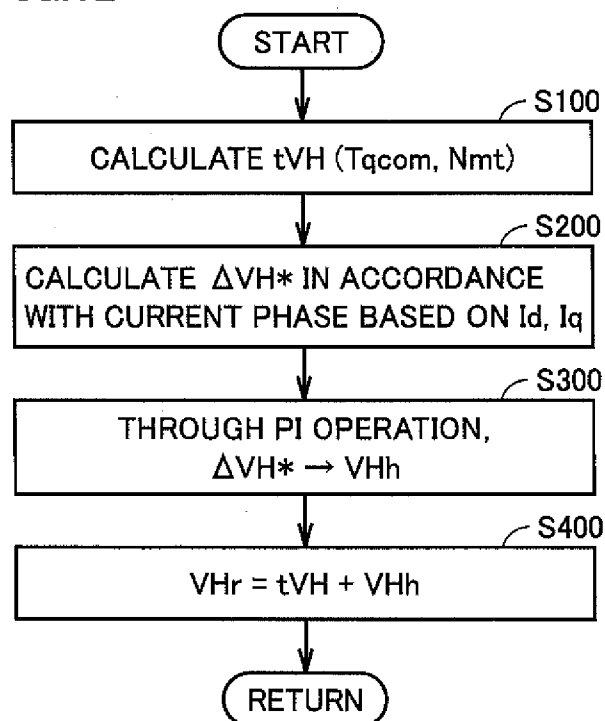 START
S100
CALCULATE tVH (Tqcom, Nmt)
S200
CALCULATE ΔVH* IN ACCORDANCE
WITH CURRENT PHASE BASED ON Id, Iq
S300
THROUGH PI OPERATION,
ΔVH* → VHh
S400
VHr = tVH + VHh
RETURN